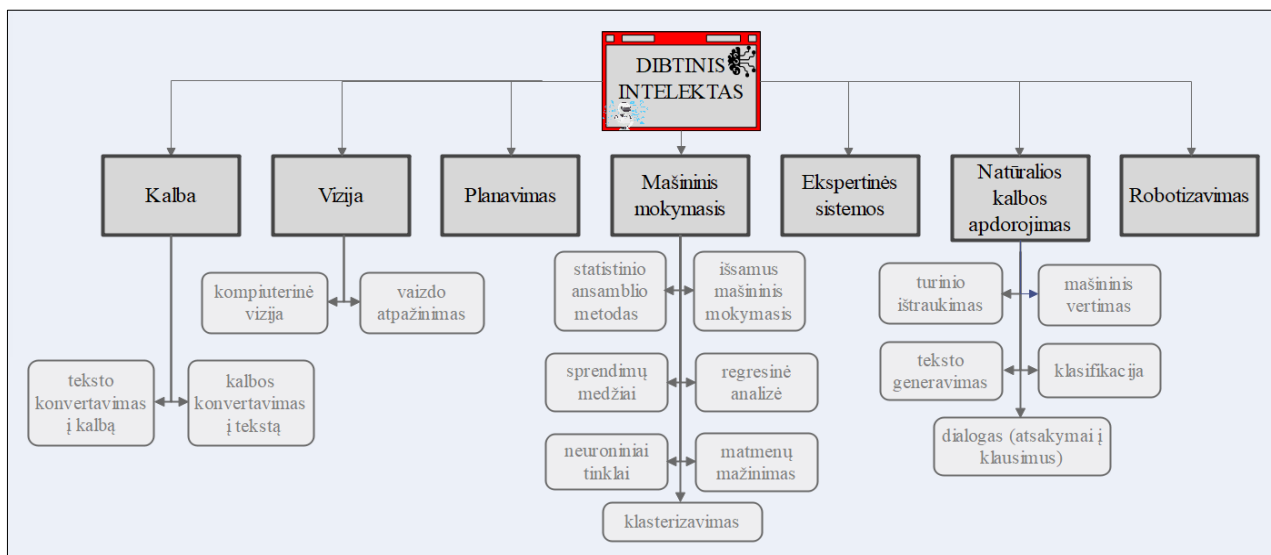 DIBTINIS
INTELEKTAS
Kalba
Vizija
Planavimas
Mašininis
mokymasis
Ekspertinės
sistemos
Natūralios
kalbos
apdorojimas
Robotizavimas
teksto
konvertavimas
į kalbą
kalbos
konvertavimas
į tekstą
kompiuterinė
vizija
vaizdo
atpažinimas
statistinio
ansamblio
metodas
išsamus
mašininis
mokymasis
sprendimų
medžiai
regresinė
analizė
neuroniniai
tinklai
matmenų
mažinimas
klasterizavimas
turinio
ištraukimas
mašininis
vertimas
teksto
generavimas
klasifikacija
dialogas (atsakymai į
klausimus)